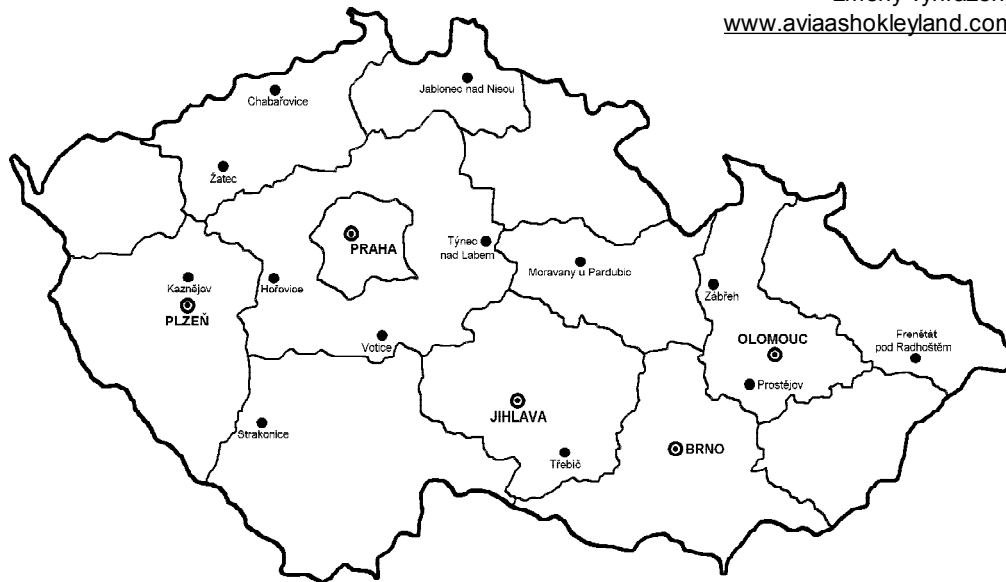 www.aviaashokleyland.com
Jablonec nad Nisou
Chabařovice
Žatec
PRAHA
Týnec
nad Labem
Moravany u Pardubic
Kaznějov
Hořovice
Zábřeh
PLZEŇ
Votice
OLOMOUC
Frenštát
pod Radhoštěm
Prostějov
JIHLAVA
Strakonice
BRNO
Třebíč